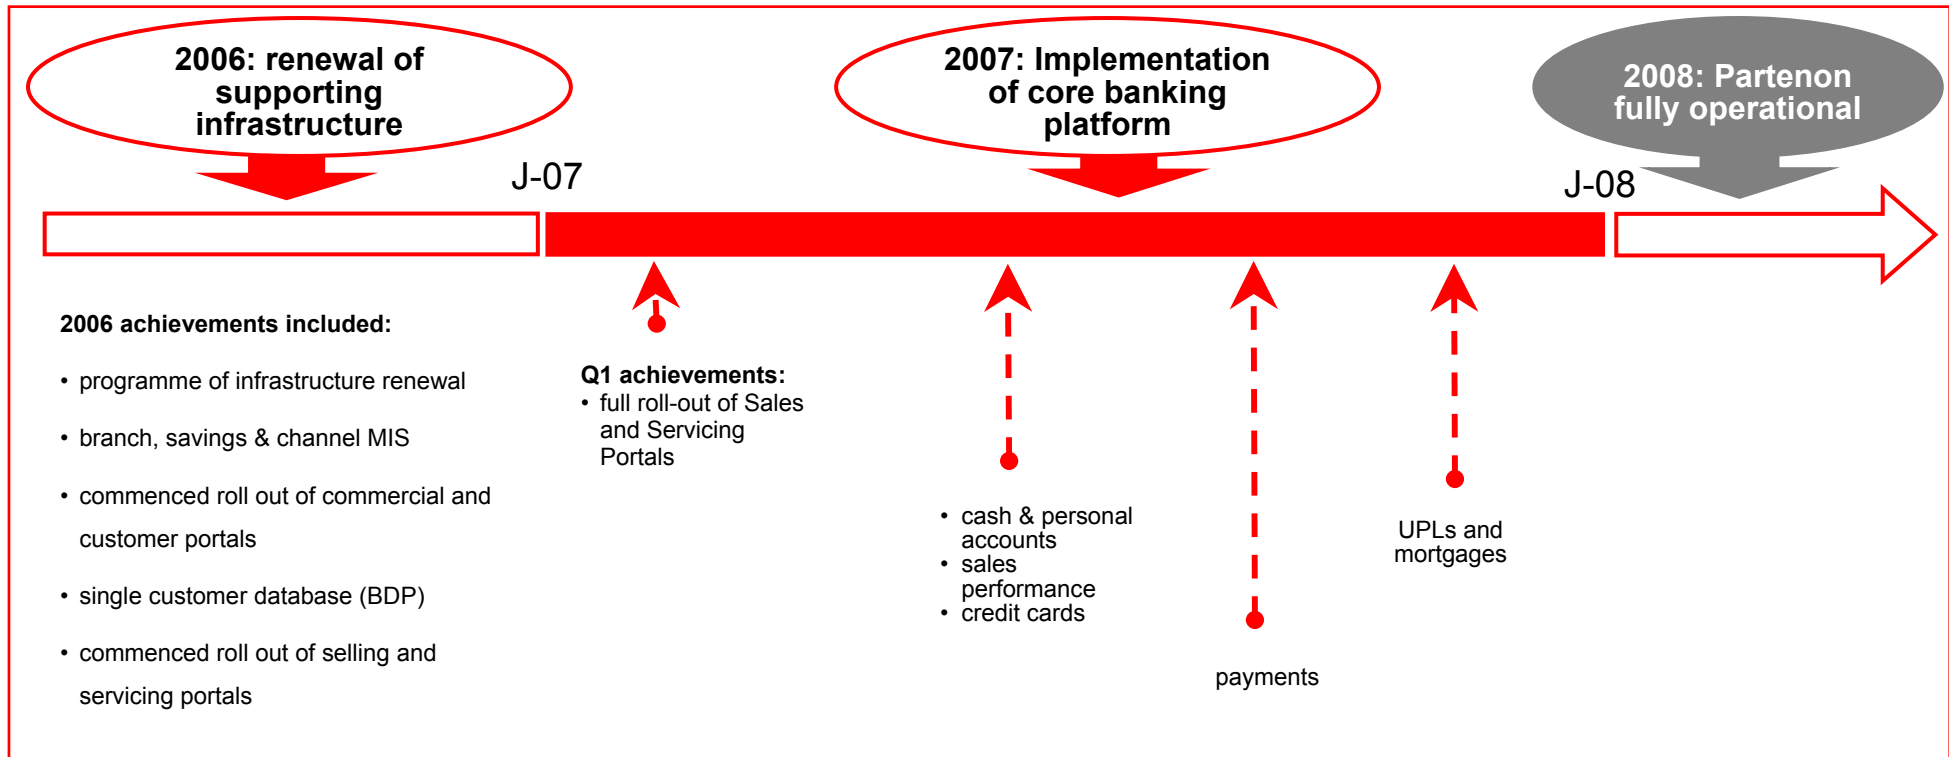 2006: renewal of
supporting
infrastructure
2007: Implementation
of core banking
platform
2008: Partenon
fully operational
J-07
J-08
2006 achievements included:
• programme of infrastructure renewal
• branch, savings & channel MIS
• commenced roll out of commercial and
customer portals
• single customer database (BDP)
• commenced roll out of selling and
servicing portals
Q1 achievements:
• full roll-out of Sales
and Servicing
Portals
• cash & personal
accounts
• sales
performance
• credit cards
payments
UPLs and
mortgages